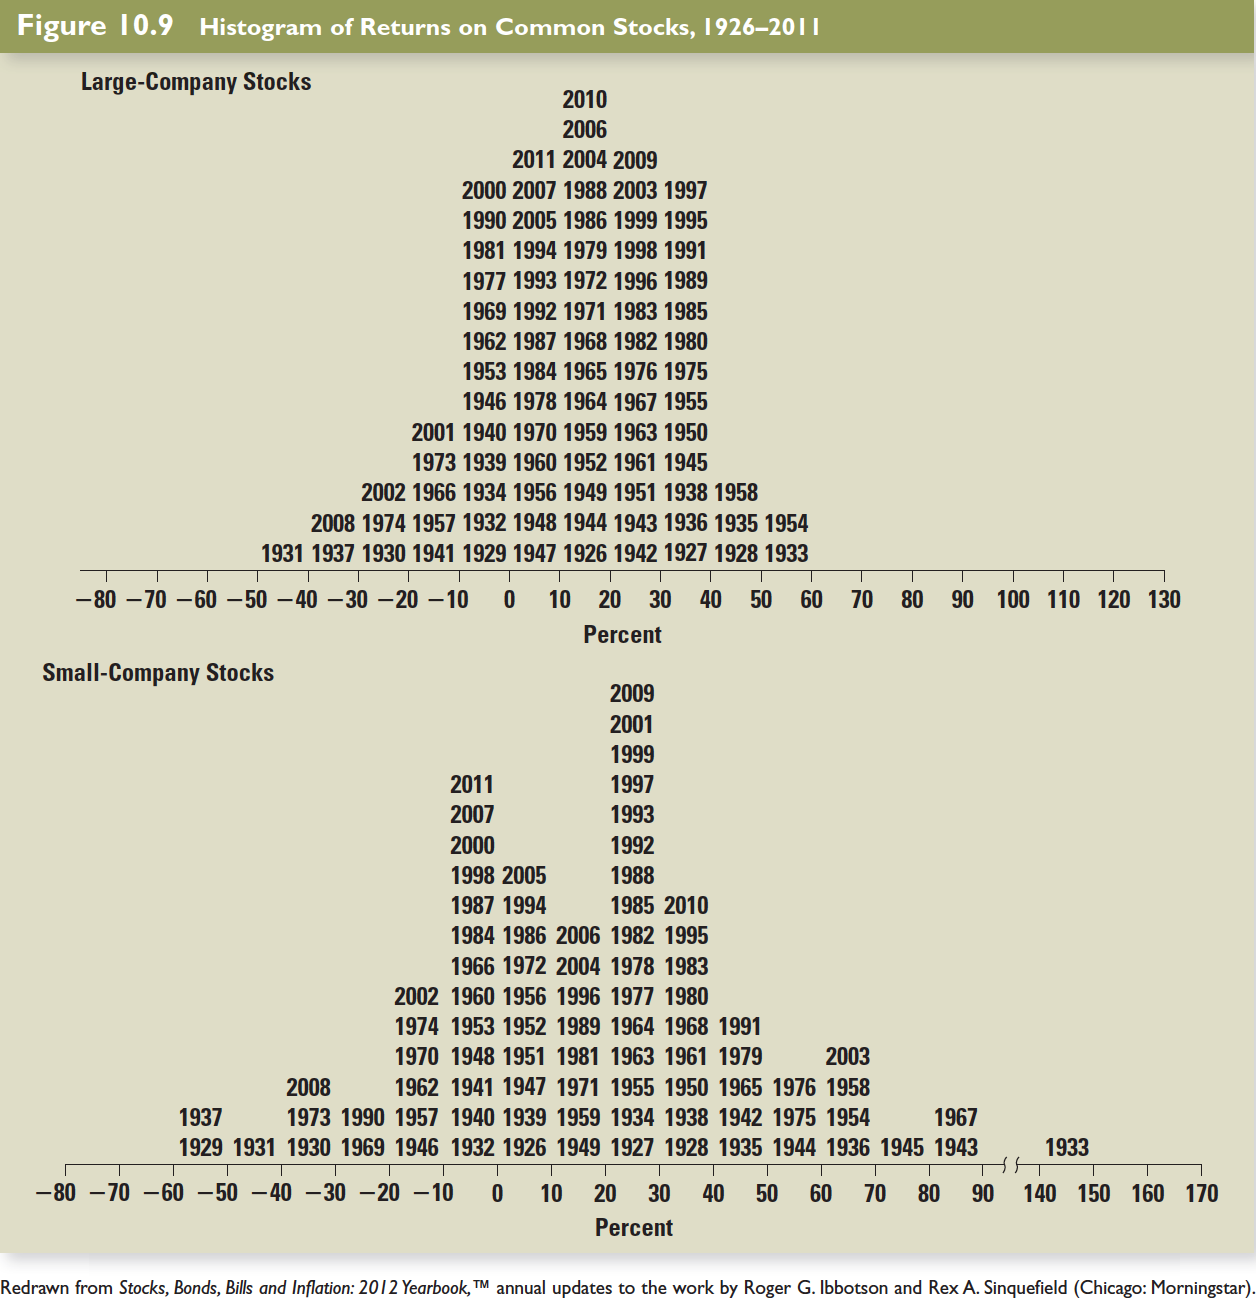 Figure 10.9 Histogram of Returns on Common Stocks, 1926–2011
Large-Company Stocks
2010
2006
2011 2004 2009
2000 2007 1988 2003 1997
1990 2005 1986 1999 1995
1981 1994 1979 1998 1991
1977 1993 1972 1996 1989
1969 1992 1971 1983 1985
1962 1987 1968 1982 1980
1953 1984 1965 1976 1975
1946 1978 1964 1967 1955
2001 1940 1970 1959 1963 1950
1973 1939 1960 1952 1961 1945
2002 1966 1934 1956 1949 1951 1938 1958
2008 1974 1957 1932 1948 1944 1943 1936 1935 1954
1931 1937 1930 1941 1929 1947 1926 1942 1927 1928 1933
−80 −70 −60 −50 −40 −30 −20 −10 0 10 20 30 40 50 60 70 80 90 100 110 120 130
Percent
Small-Company Stocks
2009
2001
1999
2011 1997
2007 1993
2000 1992
1998 2005 1988
1987 1994 1985 2010
1984 1986 2006 1982 1995
1966 1972 2004 1978 1983
2002 1960 1956 1996 1977 1980
1974 1953 1952 1989 1964 1968 1991
1970 1948 1951 1981 1963 1961 1979 2003
2008 1962 1941 1947 1971 1955 1950 1965 1976 1958
1937 1973 1990 1957 1940 1939 1959 1934 1938 1942 1975 1954 1967
1929 1931 1930 1969 1946 1932 1926 1949 1927 1928 1935 1944 1936 1945 1943 1933
−80 −70 −60 −50 −40 −30 −20 −10 0 10 20 30 40 50 60 70 80 90 140 150 160 170
Percent
Redrawn from Stocks, Bonds, Bills and Inflation: 2012 Yearbook,™ annual updates to the work by Roger G. Ibbotson and Rex A. Sinquefield (Chicago: Morningstar).